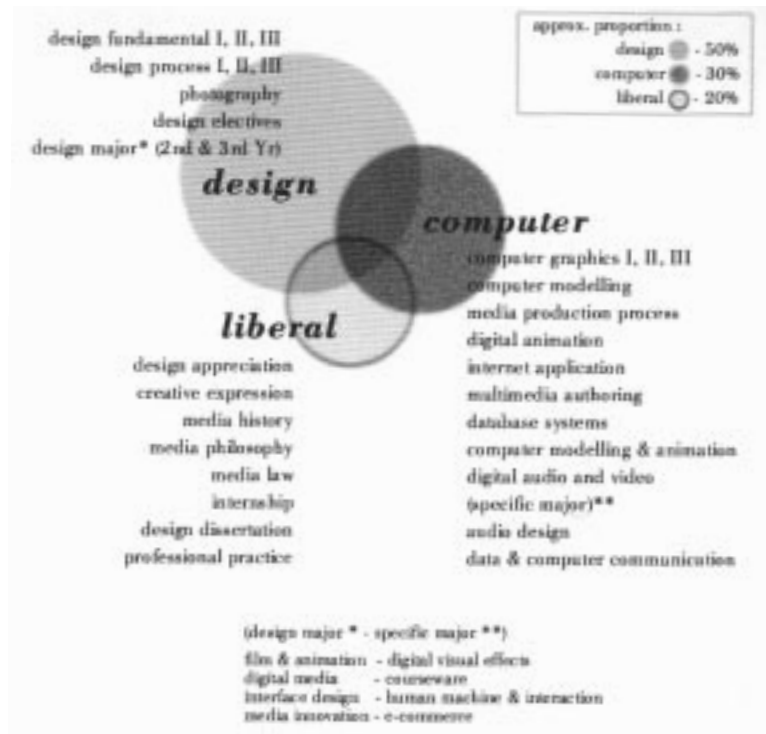 design fundamental I, II, III
design process I, II, III
photography
design electives
design major* (2nd & 3rd Yr)
design
approx. proportion :
design - 50%
computer - 30%
liberal - 20%
computer
computer graphics I, II, III
computer modelling
media production process
digital animation
internet application
multimedia authoring
database systems
computer modelling & animation
digital audio and video
(specific major)**
audio design
data & computer communication
liberal
design appreciation
creative expression
media history
media philosophy
media law
internship
design dissertation
professional practice
(design major * - specific major **)
film & animation - digital visual effects
digital media - courseware
interface design - human machine & interaction
media innovation - e-commerce